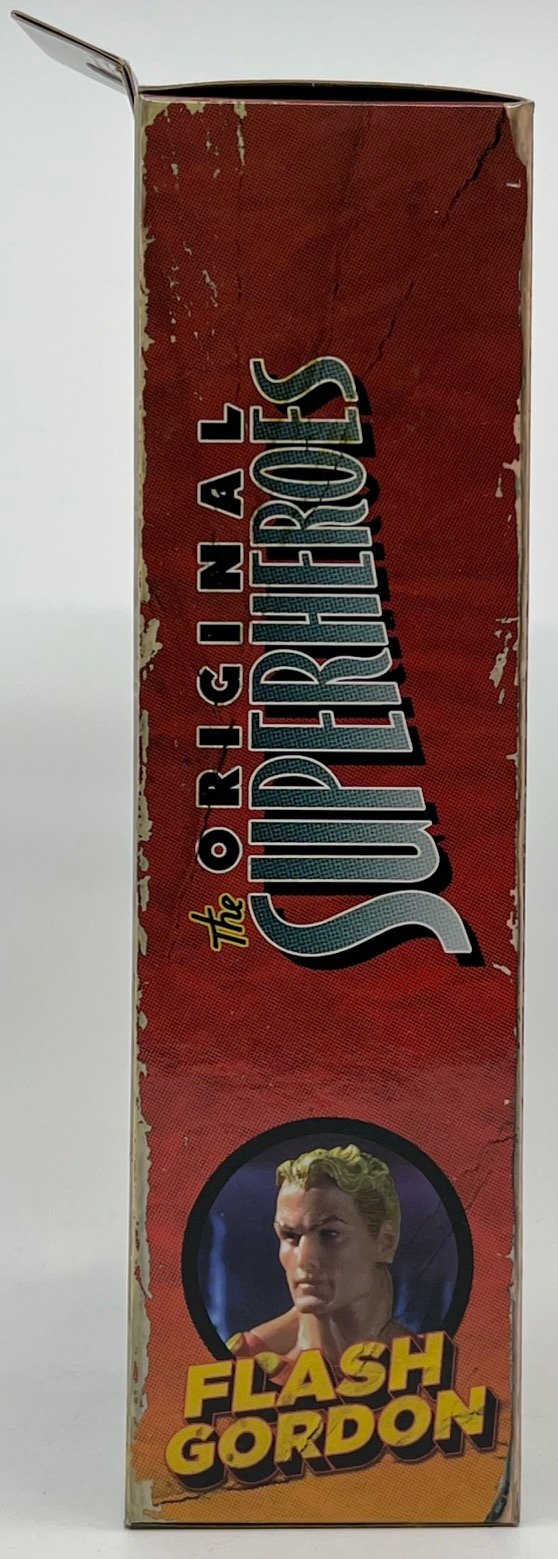 The ORIGINAL
SUPERHEROES
FLASH
GORDON